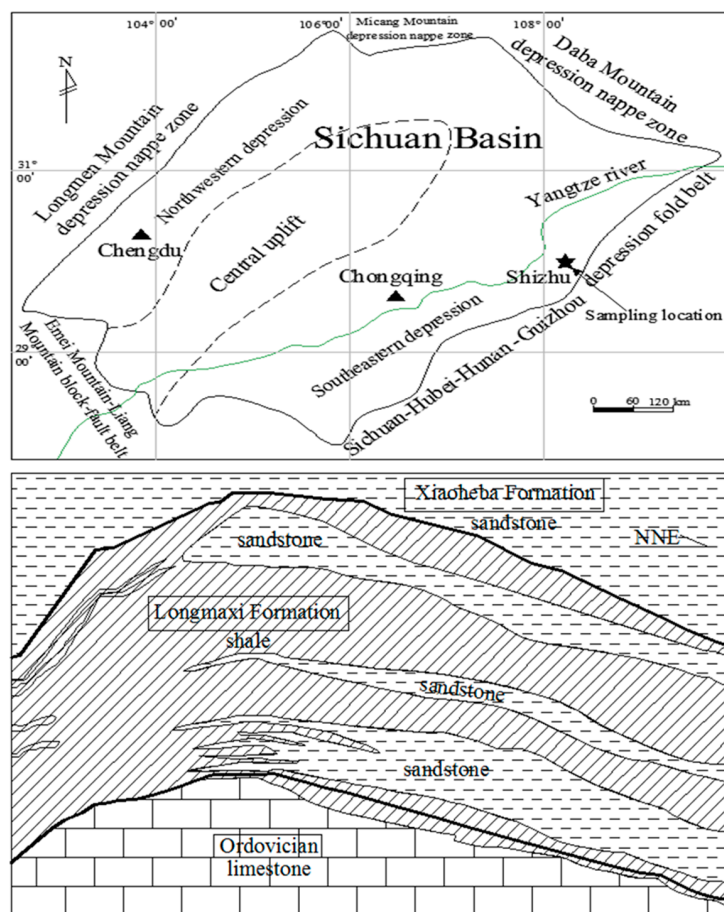 104° 00'
106° 00'
108° 00'
Micang Mountain
depression nappe zone
Daba Mountain
depression nappe zone
N
Longmen Mountain
depression nappe zone
Northwestern depression
Sichuan Basin
31° 00'
Yangtze river
Chengdu
Central uplift
Chongqing
Shizhu
Sampling location
Southeastern depression
Sichuan-Hubei-Hunan-Guizhou depression fold belt
29° 00'
Emei Mountain-Liang
Mountain block-fault belt
0 60 120 km
Xiaoheba Formation
sandstone
NNE
sandstone
Longmaxi Formation
shale
sandstone
sandstone
Ordovician
limestone